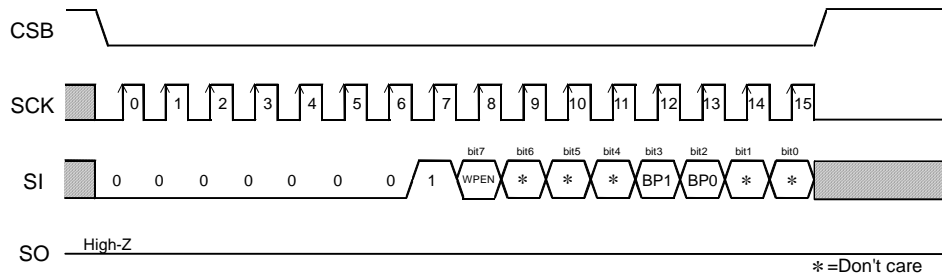 CSB
SCK 0 1 2 3 4 5 6 7 8 9 10 11 12 13 14 15
bit7 bit6 bit5 bit4 bit3 bit2 bit1 bit0
SI 0 0 0 0 0 0 0 1 WPEN * * * BP1 BP0 * *
High-Z
SO
*=Don't care